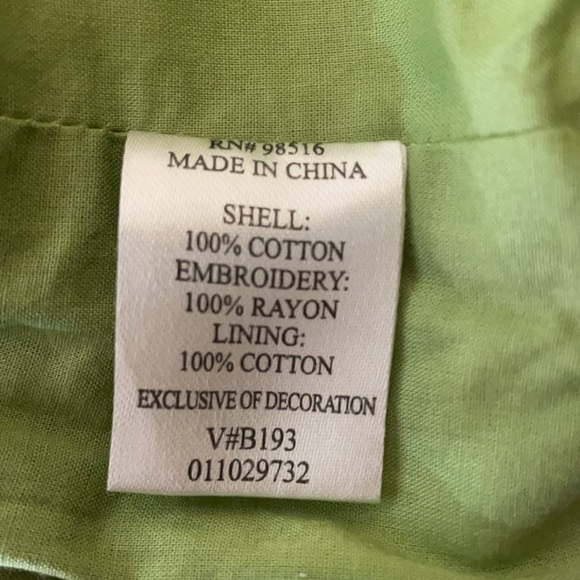 RN# 98516
MADE IN CHINA
SHELL:
100% COTTON
EMBROIDERY:
100% RAYON
LINING:
100% COTTON
EXCLUSIVE OF DECORATION
V#B193
011029732